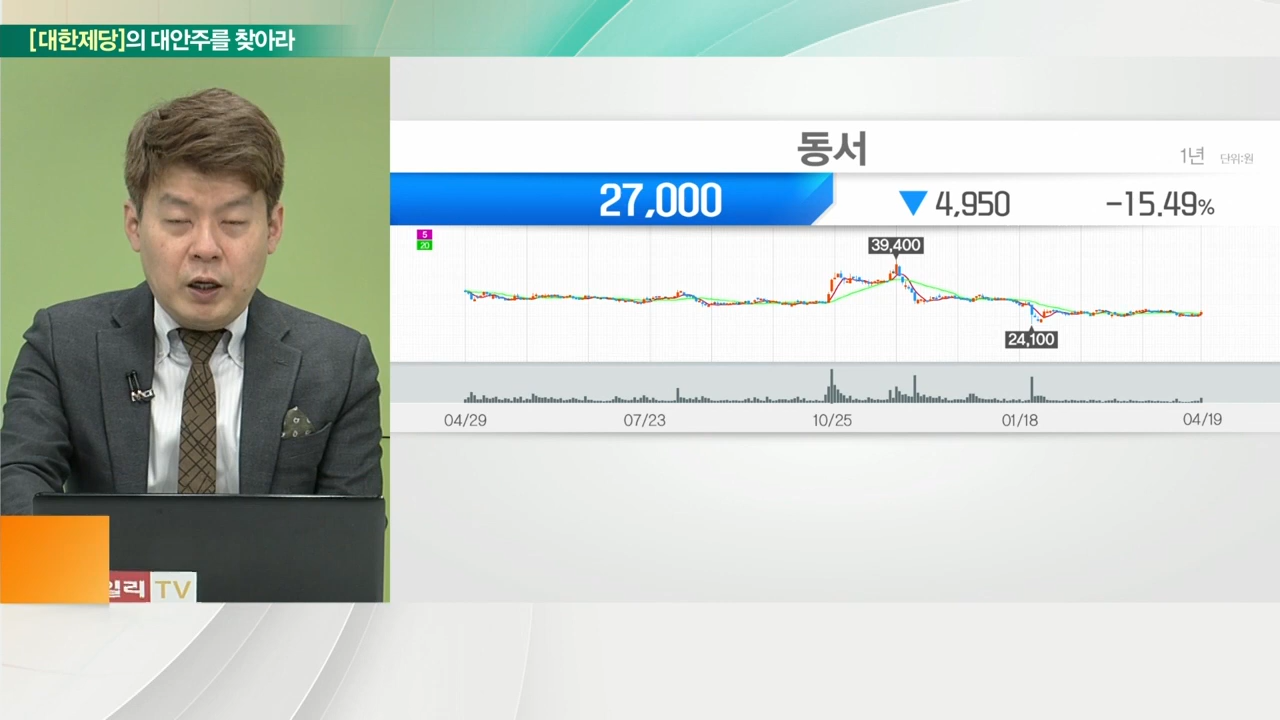 [대한제당]의 대안주를 찾아라
동서
1년 단위:원
27,000 ▼4,950 -15.49%
5
20
39,400
24,100
04/29 07/23 10/25 01/18 04/19
일리 TV